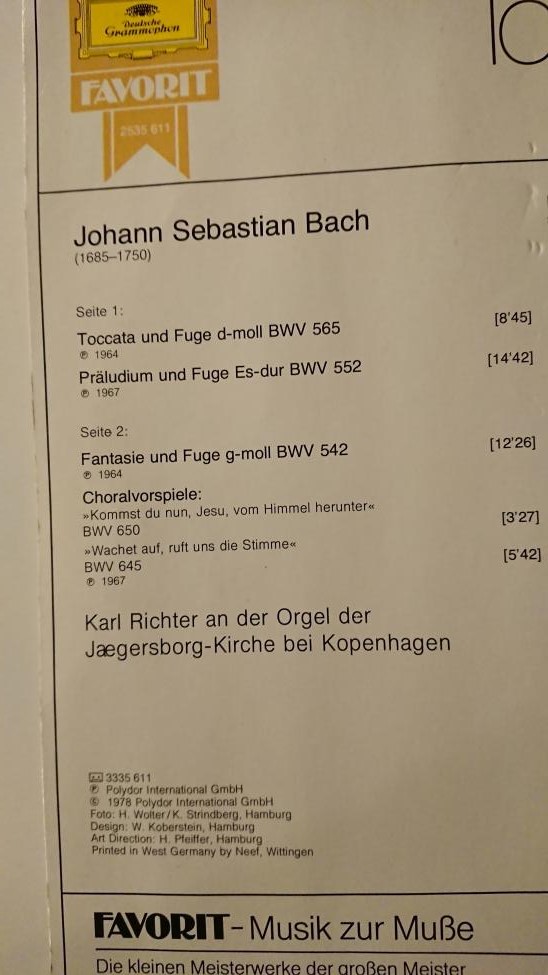 Deutsche
Grammophon
FAVORIT
2535 611
10
Johann Sebastian Bach
(1685–1750)
Seite 1:
Toccata und Fuge d-moll BWV 565 [8'45]
℗ 1964
Präludium und Fuge Es-dur BWV 552 [14'42]
℗ 1967
Seite 2:
Fantasie und Fuge g-moll BWV 542 [12'26]
℗ 1964
Choralvorspiele:
»Kommst du nun, Jesu, vom Himmel herunter«
BWV 650 [3'27]
»Wachet auf, ruft uns die Stimme«
BWV 645 [5'42]
℗ 1967
Karl Richter an der Orgel der
Jægersborg-Kirche bei Kopenhagen
3335 611
℗ Polydor International GmbH
© 1978 Polydor International GmbH
Foto: H. Wolter/K. Strindberg, Hamburg
Design: W. Koberstein, Hamburg
Art Direction: H. Pfeiffer, Hamburg
Printed in West Germany by Neef, Wittingen
FAVORIT – Musik zur Muße
Die kleinen Meisterwerke der großen Meister